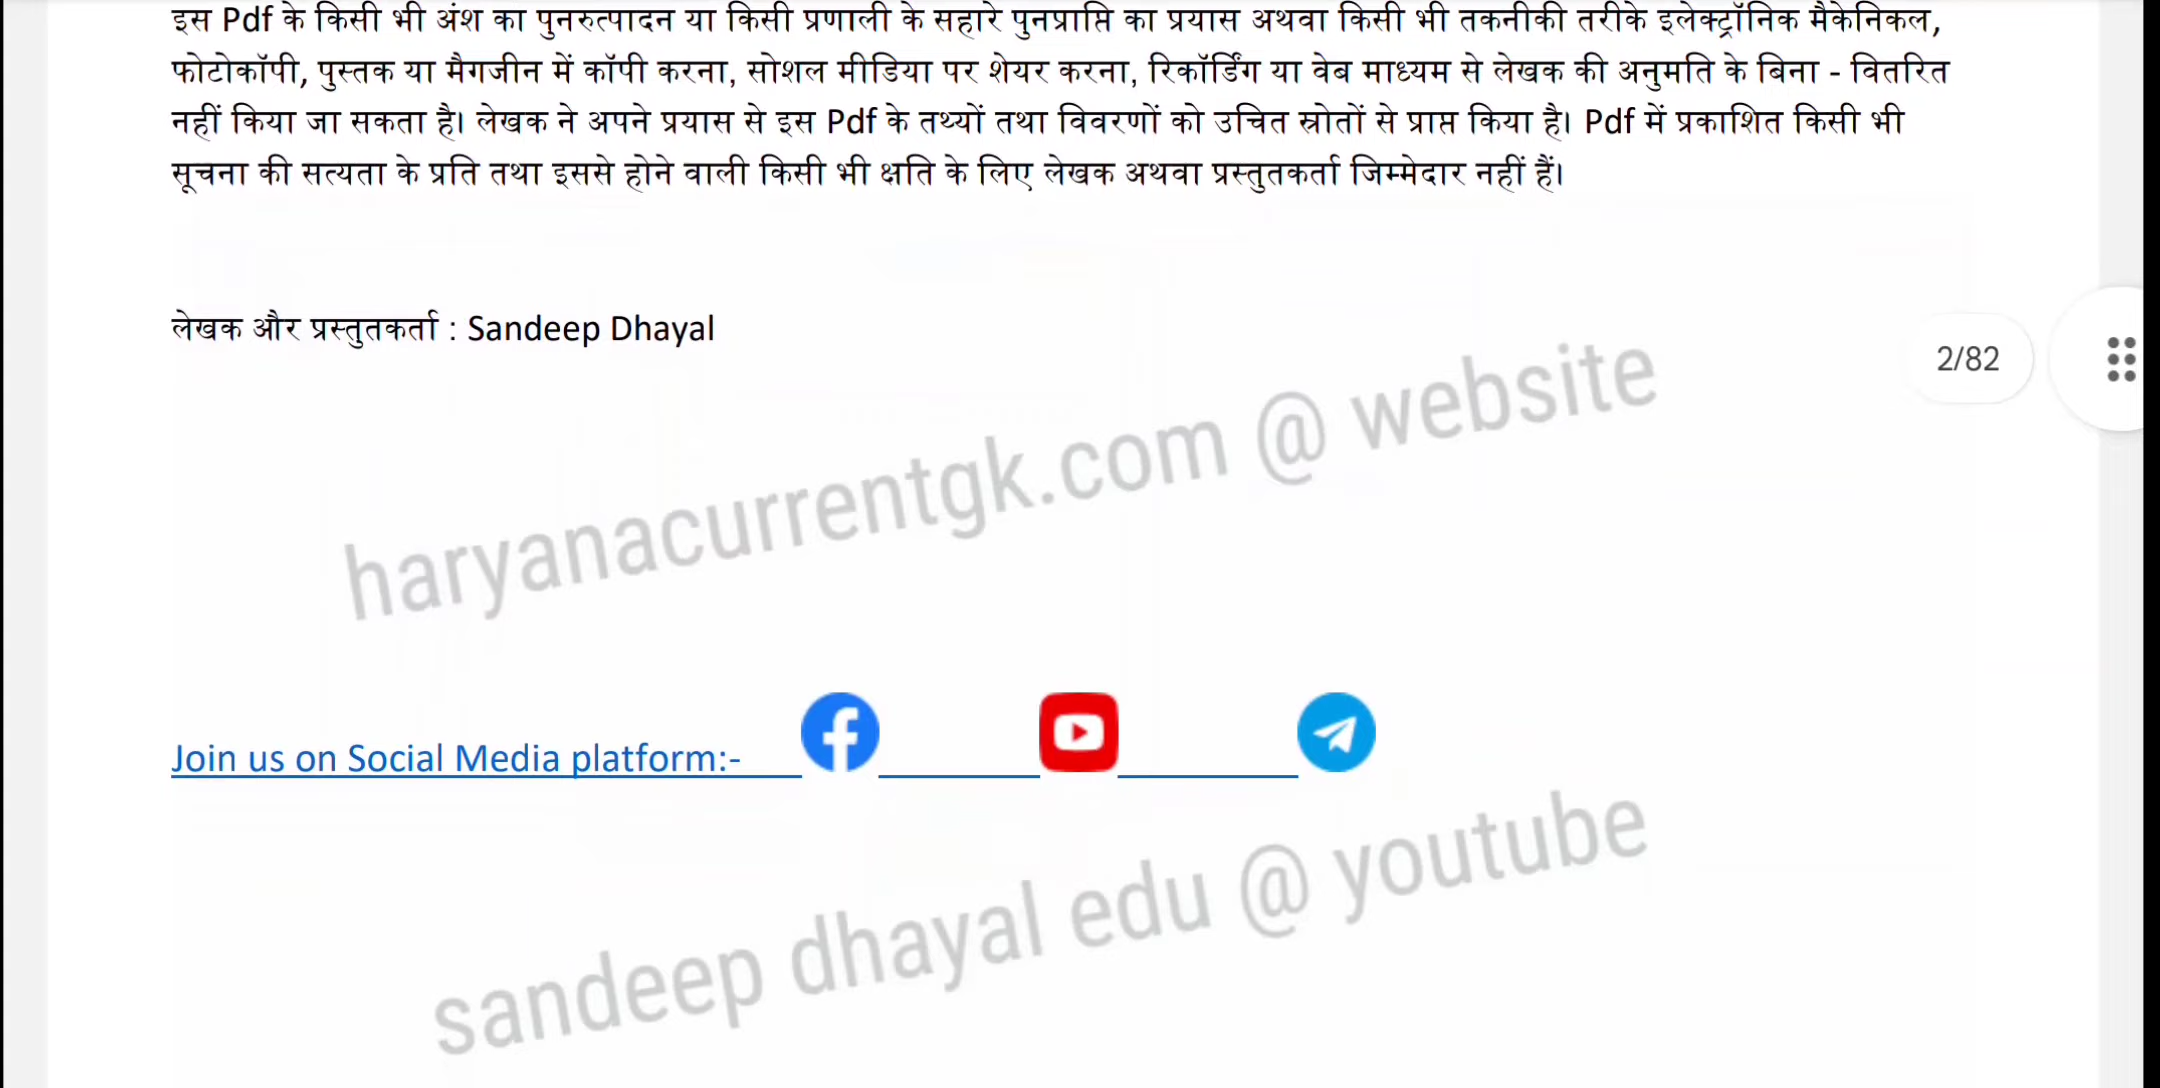 इस Pdf के किसी भी अंश का पुनरुत्पादन या किसी प्रणाली के सहारे पुनप्राप्ति का प्रयास अथवा किसी भी तकनीकी तरीके इलेक्ट्रॉनिक मैकेनिकल,
फोटोकॉपी, पुस्तक या मैगजीन में कॉपी करना, सोशल मीडिया पर शेयर करना, रिकॉर्डिंग या वेब माध्यम से लेखक की अनुमति के बिना - वितरित
नहीं किया जा सकता है। लेखक ने अपने प्रयास से इस Pdf के तथ्यों तथा विवरणों को उचित स्रोतों से प्राप्त किया है। Pdf में प्रकाशित किसी भी
सूचना की सत्यता के प्रति तथा इससे होने वाली किसी भी क्षति के लिए लेखक अथवा प्रस्तुतकर्ता जिम्मेदार नहीं हैं।
लेखक और प्रस्तुतकर्ता : Sandeep Dhayal
2/82
haryanacurrentgk.com @ website
Join us on Social Media platform:-
sandeep dhayal edu @ youtube